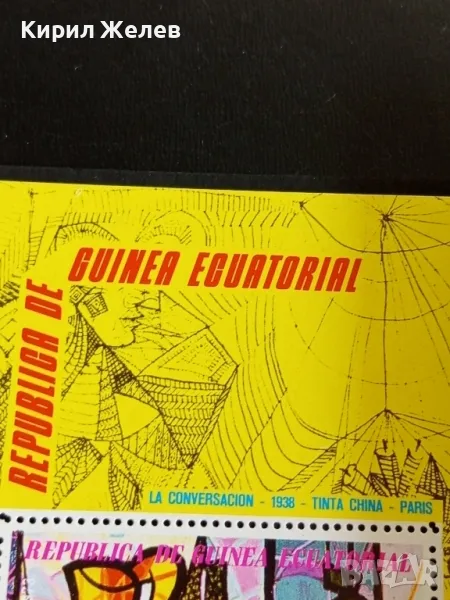 Кирил Желев
REPUBLICA DE GUINEA ECUATORIAL
LA CONVERSACION - 1938 - TINTA CHINA - PARIS
REPUBLICA DE GUINEA ECUATORIAL